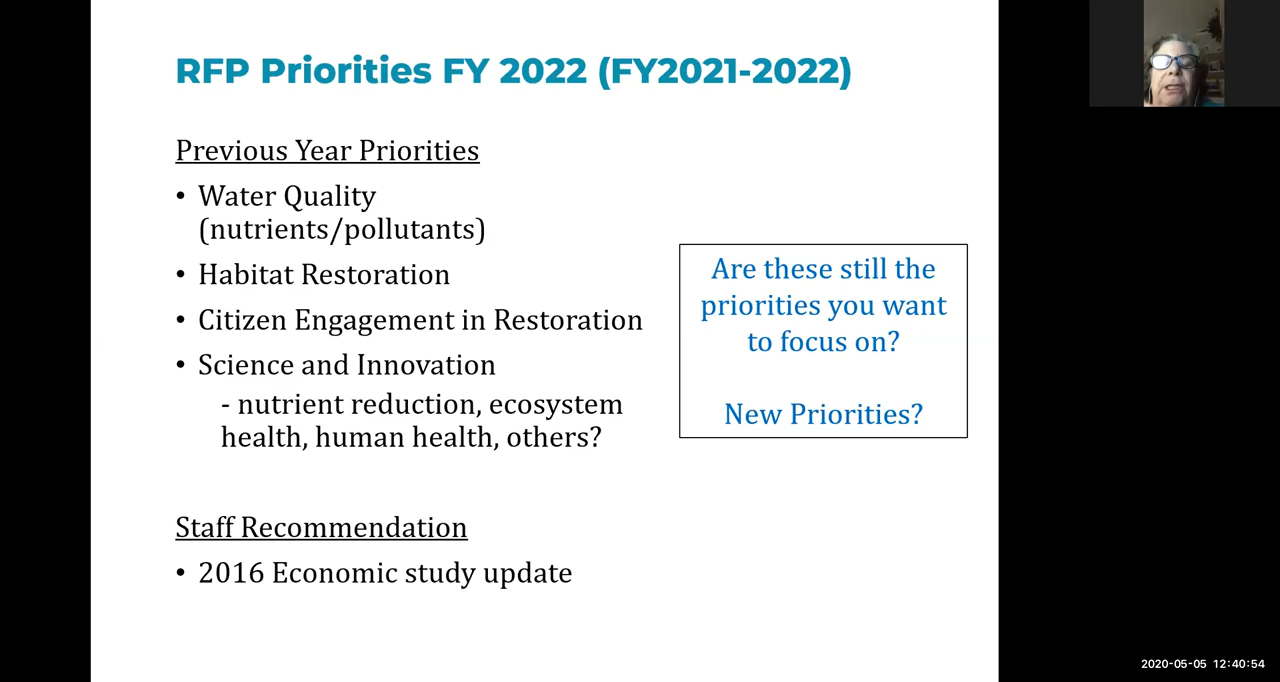 RFP Priorities FY 2022 (FY2021-2022)
Previous Year Priorities
• Water Quality
(nutrients/pollutants)
• Habitat Restoration
• Citizen Engagement in Restoration
• Science and Innovation
- nutrient reduction, ecosystem
health, human health, others?
Are these still the
priorities you want
to focus on?
New Priorities?
Staff Recommendation
• 2016 Economic study update
2020-05-05 12:40:54